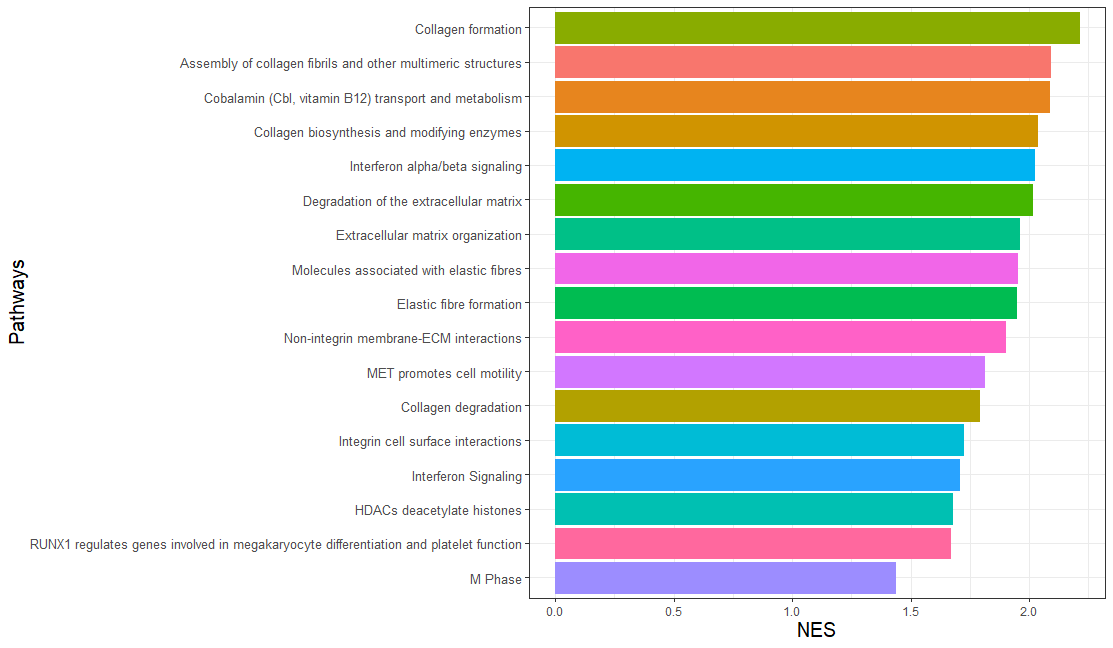 Collagen formation
Assembly of collagen fibrils and other multimeric structures
Cobalamin (Cbl, vitamin B12) transport and metabolism
Collagen biosynthesis and modifying enzymes
Interferon alpha/beta signaling
Degradation of the extracellular matrix
Extracellular matrix organization
Molecules associated with elastic fibres
Elastic fibre formation
Non-integrin membrane-ECM interactions
MET promotes cell motility
Collagen degradation
Integrin cell surface interactions
Interferon Signaling
HDACs deacetylate histones
RUNX1 regulates genes involved in megakaryocyte differentiation and platelet function
M Phase
Pathways
0.0 0.5 1.0 1.5 2.0
NES